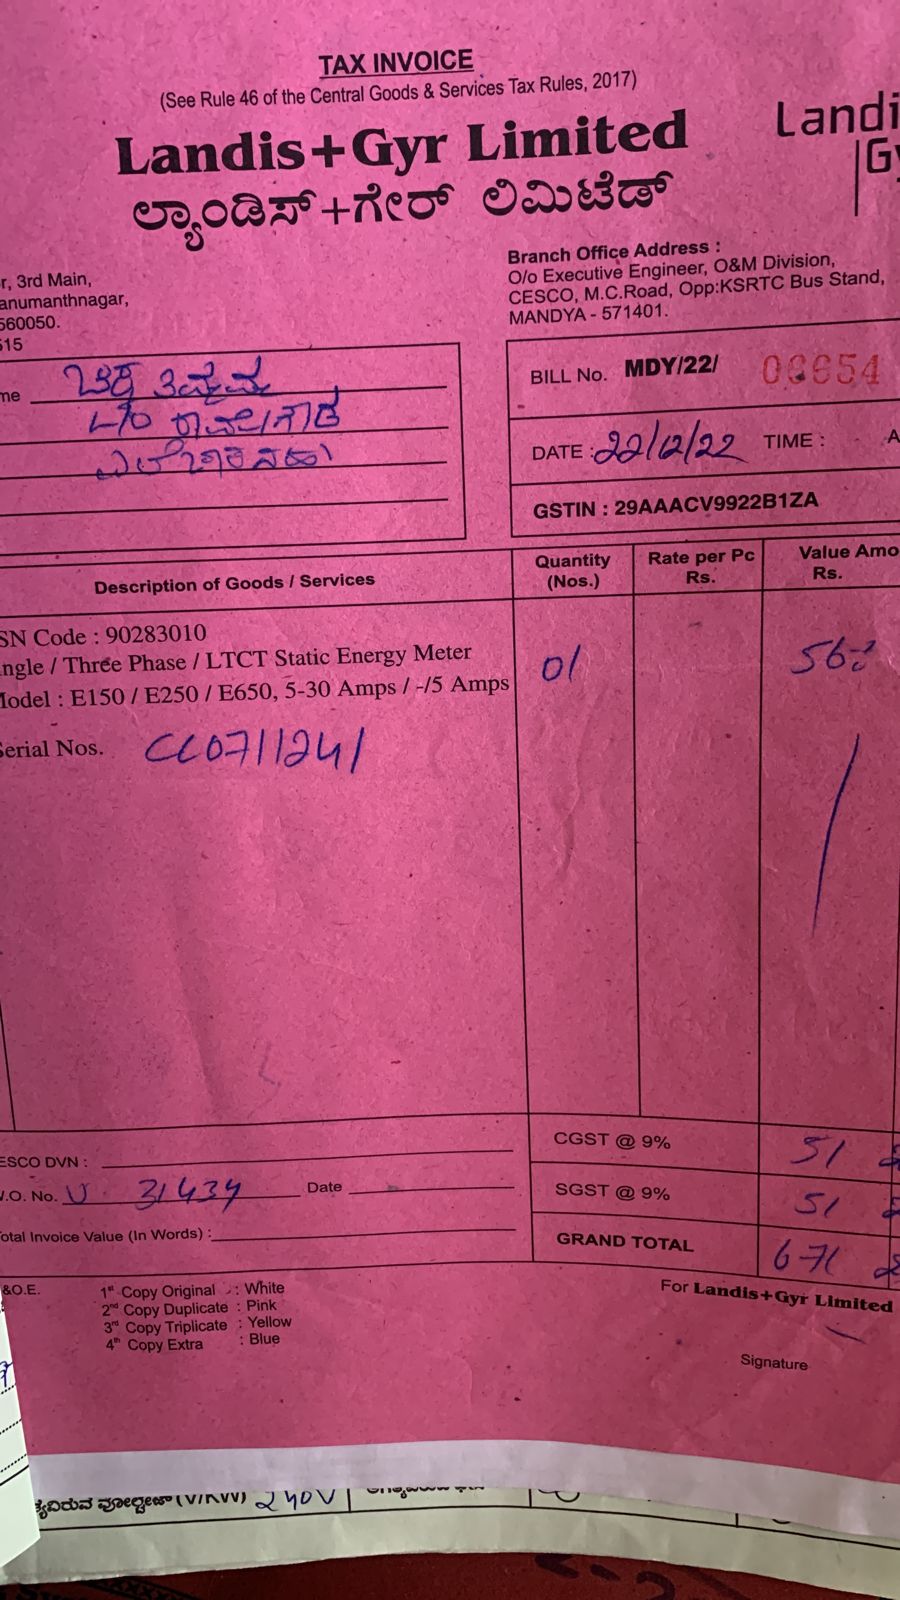 TAX INVOICE
(See Rule 46 of the Central Goods & Services Tax Rules, 2017)
Landis+Gyr Limited
ಲ್ಯಾಂಡಿಸ್+ಗೇರ್ ಲಿಮಿಟೆಡ್
Landi
Gy
r, 3rd Main,
anumanthnagar,
560050.
515
Branch Office Address :
O/o Executive Engineer, O&M Division,
CESCO, M.C.Road, Opp:KSRTC Bus Stand,
MANDYA - 571401.
me
BILL No. MDY/22/ 06654
DATE : 22/12/22 TIME : A
GSTIN : 29AAACV9922B1ZA
Description of Goods / Services
Quantity (Nos.)
Rate per Pc Rs.
Value Amo Rs.
SN Code : 90283010
ngle / Three Phase / LTCT Static Energy Meter
Model : E150 / E250 / E650, 5-30 Amps / -/5 Amps
01
Serial Nos.
CGST @ 9% 51
SGST @ 9% 51
GRAND TOTAL 671
ESCO DVN :
V.O. No. 31434 Date
otal Invoice Value (In Words) :
&O.E.
1st Copy Original : White
2nd Copy Duplicate : Pink
3rd Copy Triplicate : Yellow
4th Copy Extra : Blue
For Landis+Gyr Limited
Signature
(V/KW) 240V